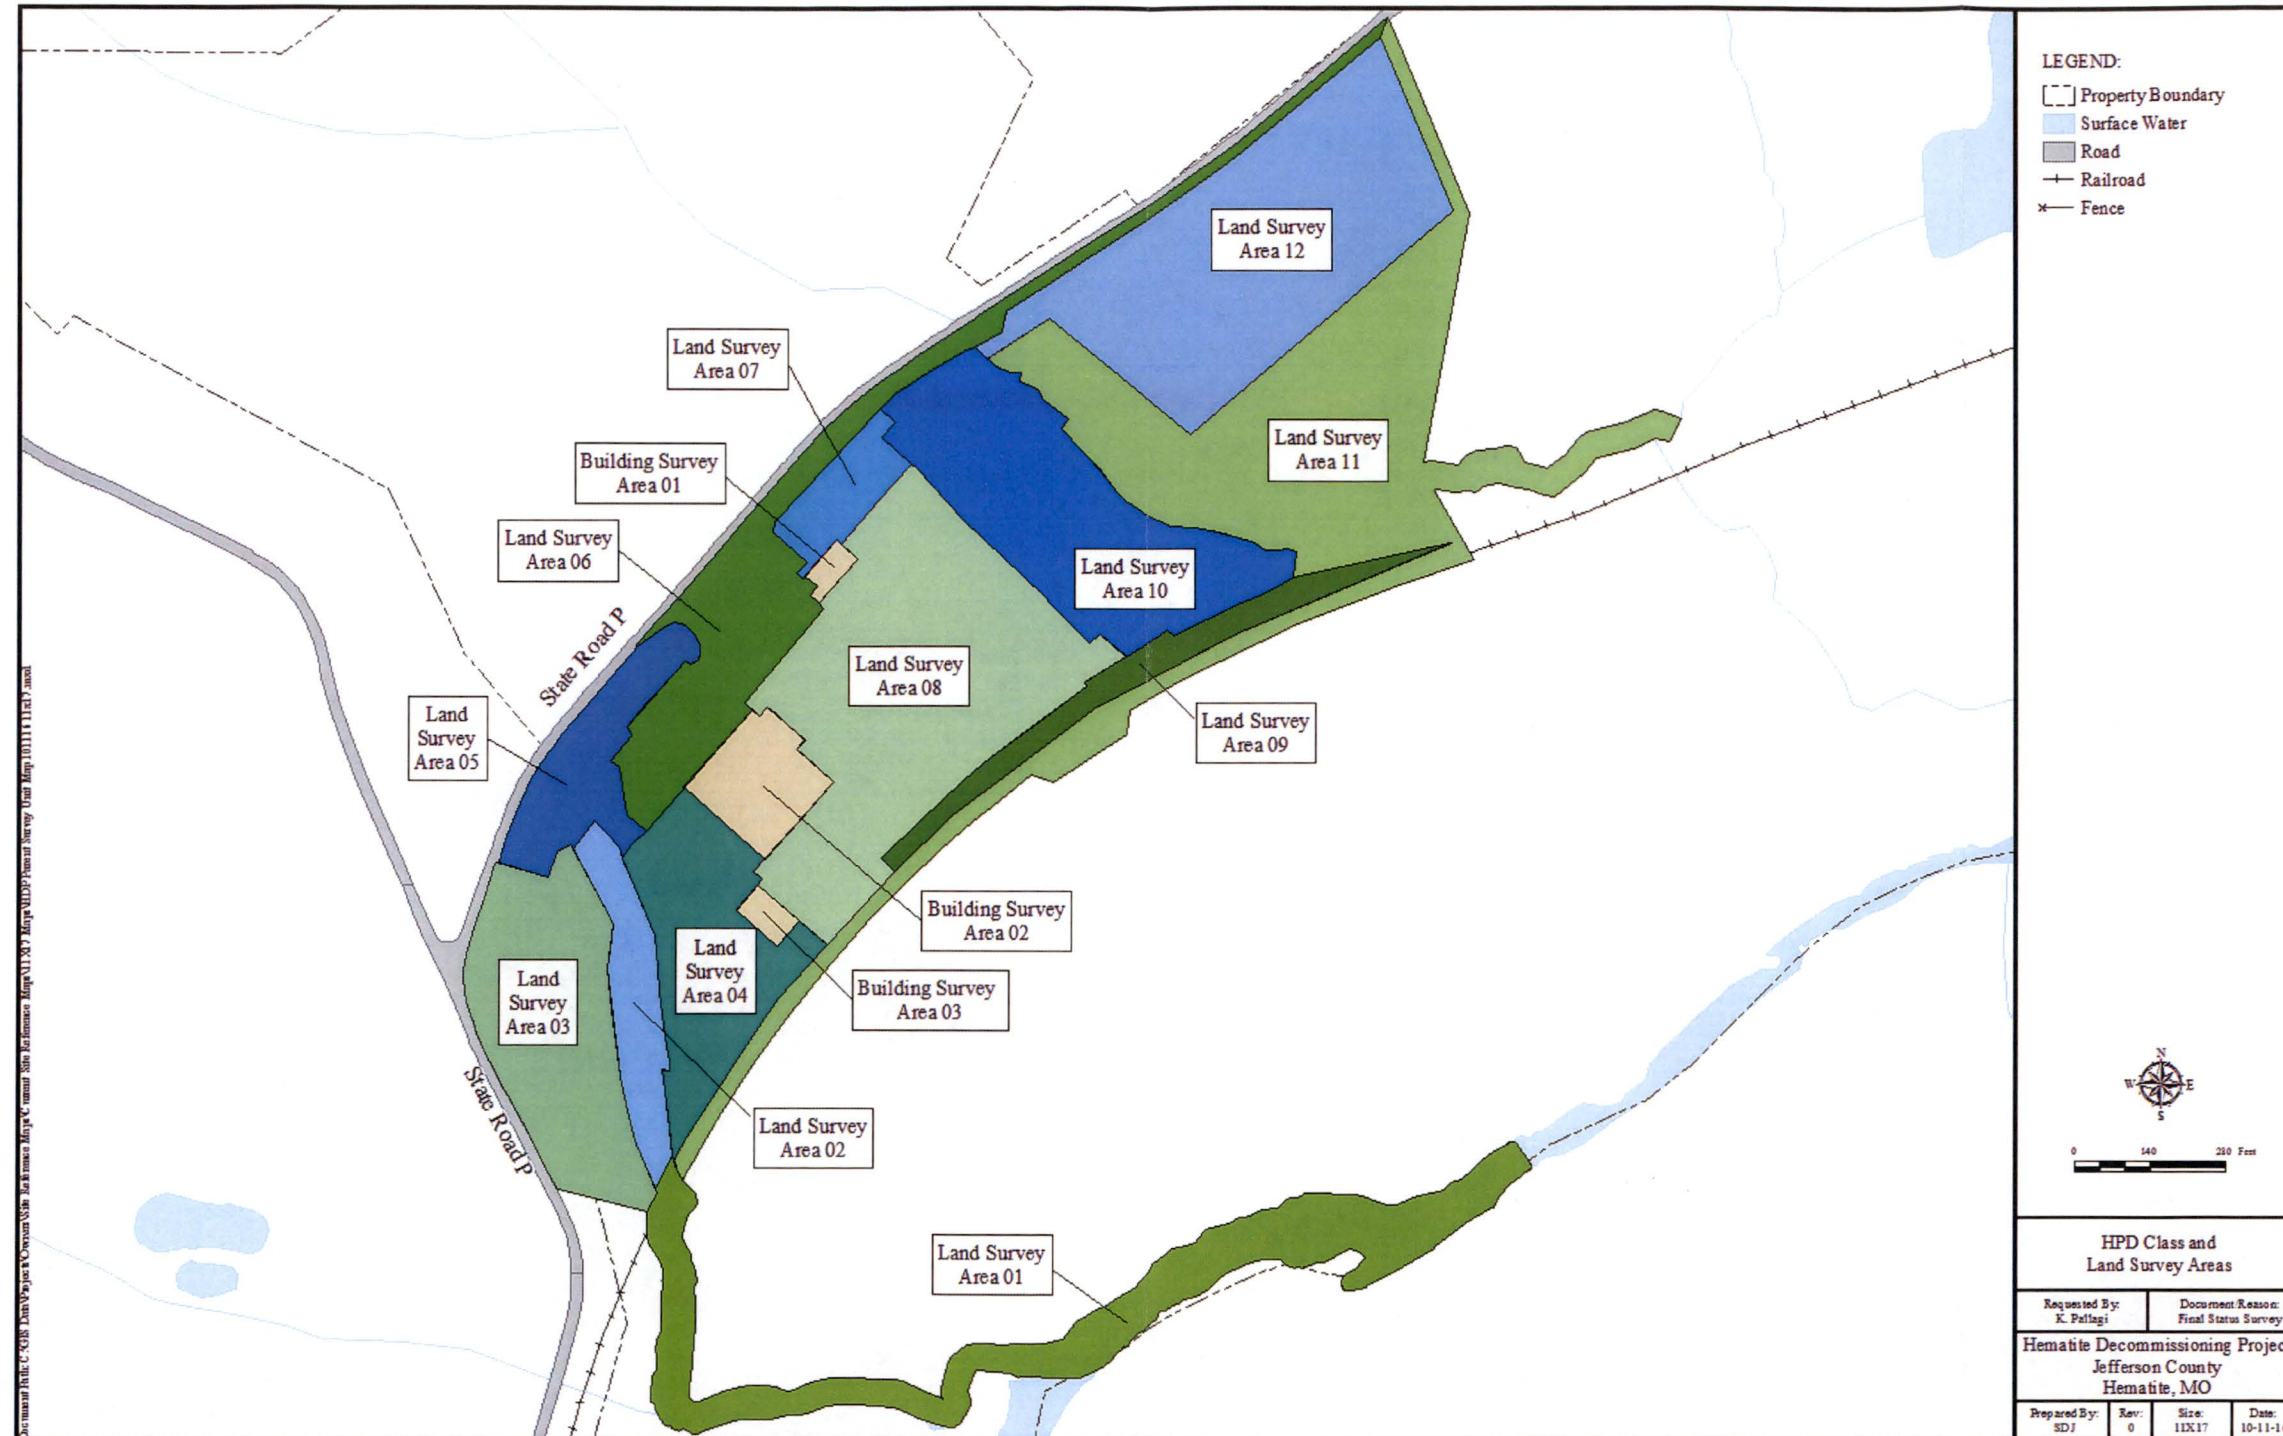 LEGEND:
Property Boundary
Surface Water
Road
Railroad
Fence
Land Survey
Area 12
Land Survey
Area 07
Land Survey
Area 11
Building Survey
Area 01
Land Survey
Area 06
Land Survey
Area 10
State Road P
Land Survey
Area 08
Land
Survey
Area 05
Land Survey
Area 09
Building Survey
Area 02
Land
Survey
Area 04
Land
Survey
Area 03
Building Survey
Area 03
State Road P
Land Survey
Area 02
Land Survey
Area 01
N
W E
S
0 140 280 Feet
HPD Class and
Land Survey Areas
Requested By:
K. Pallagi
Document/Reason:
Final Status Survey
Hematite Decommissioning Projec
Jefferson County
Hematite, MO
Prepared By:
SDJ
Rev:
0
Size:
11X17
Date:
10-11-1